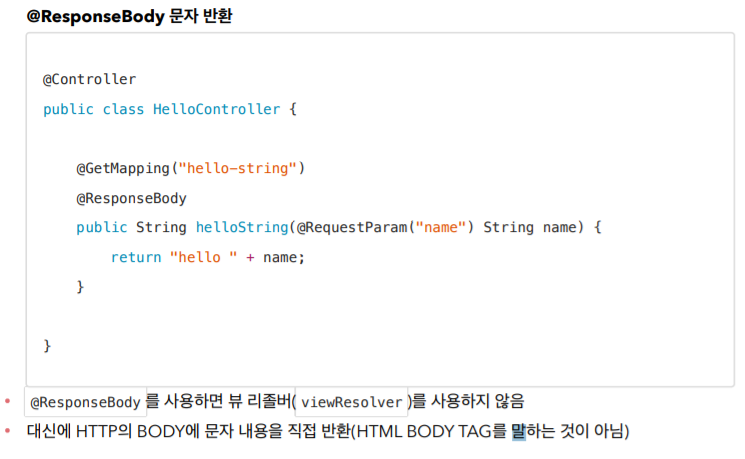 @ResponseBody 문자 반환
@Controller
public class HelloController {
@GetMapping("hello-string")
@ResponseBody
public String helloString(@RequestParam("name") String name) {
return "hello " + name;
}
}
@ResponseBody 를 사용하면 뷰 리졸버( viewResolver )를 사용하지 않음
대신에 HTTP의 BODY에 문자 내용을 직접 반환(HTML BODY TAG를 말하는 것이 아님)